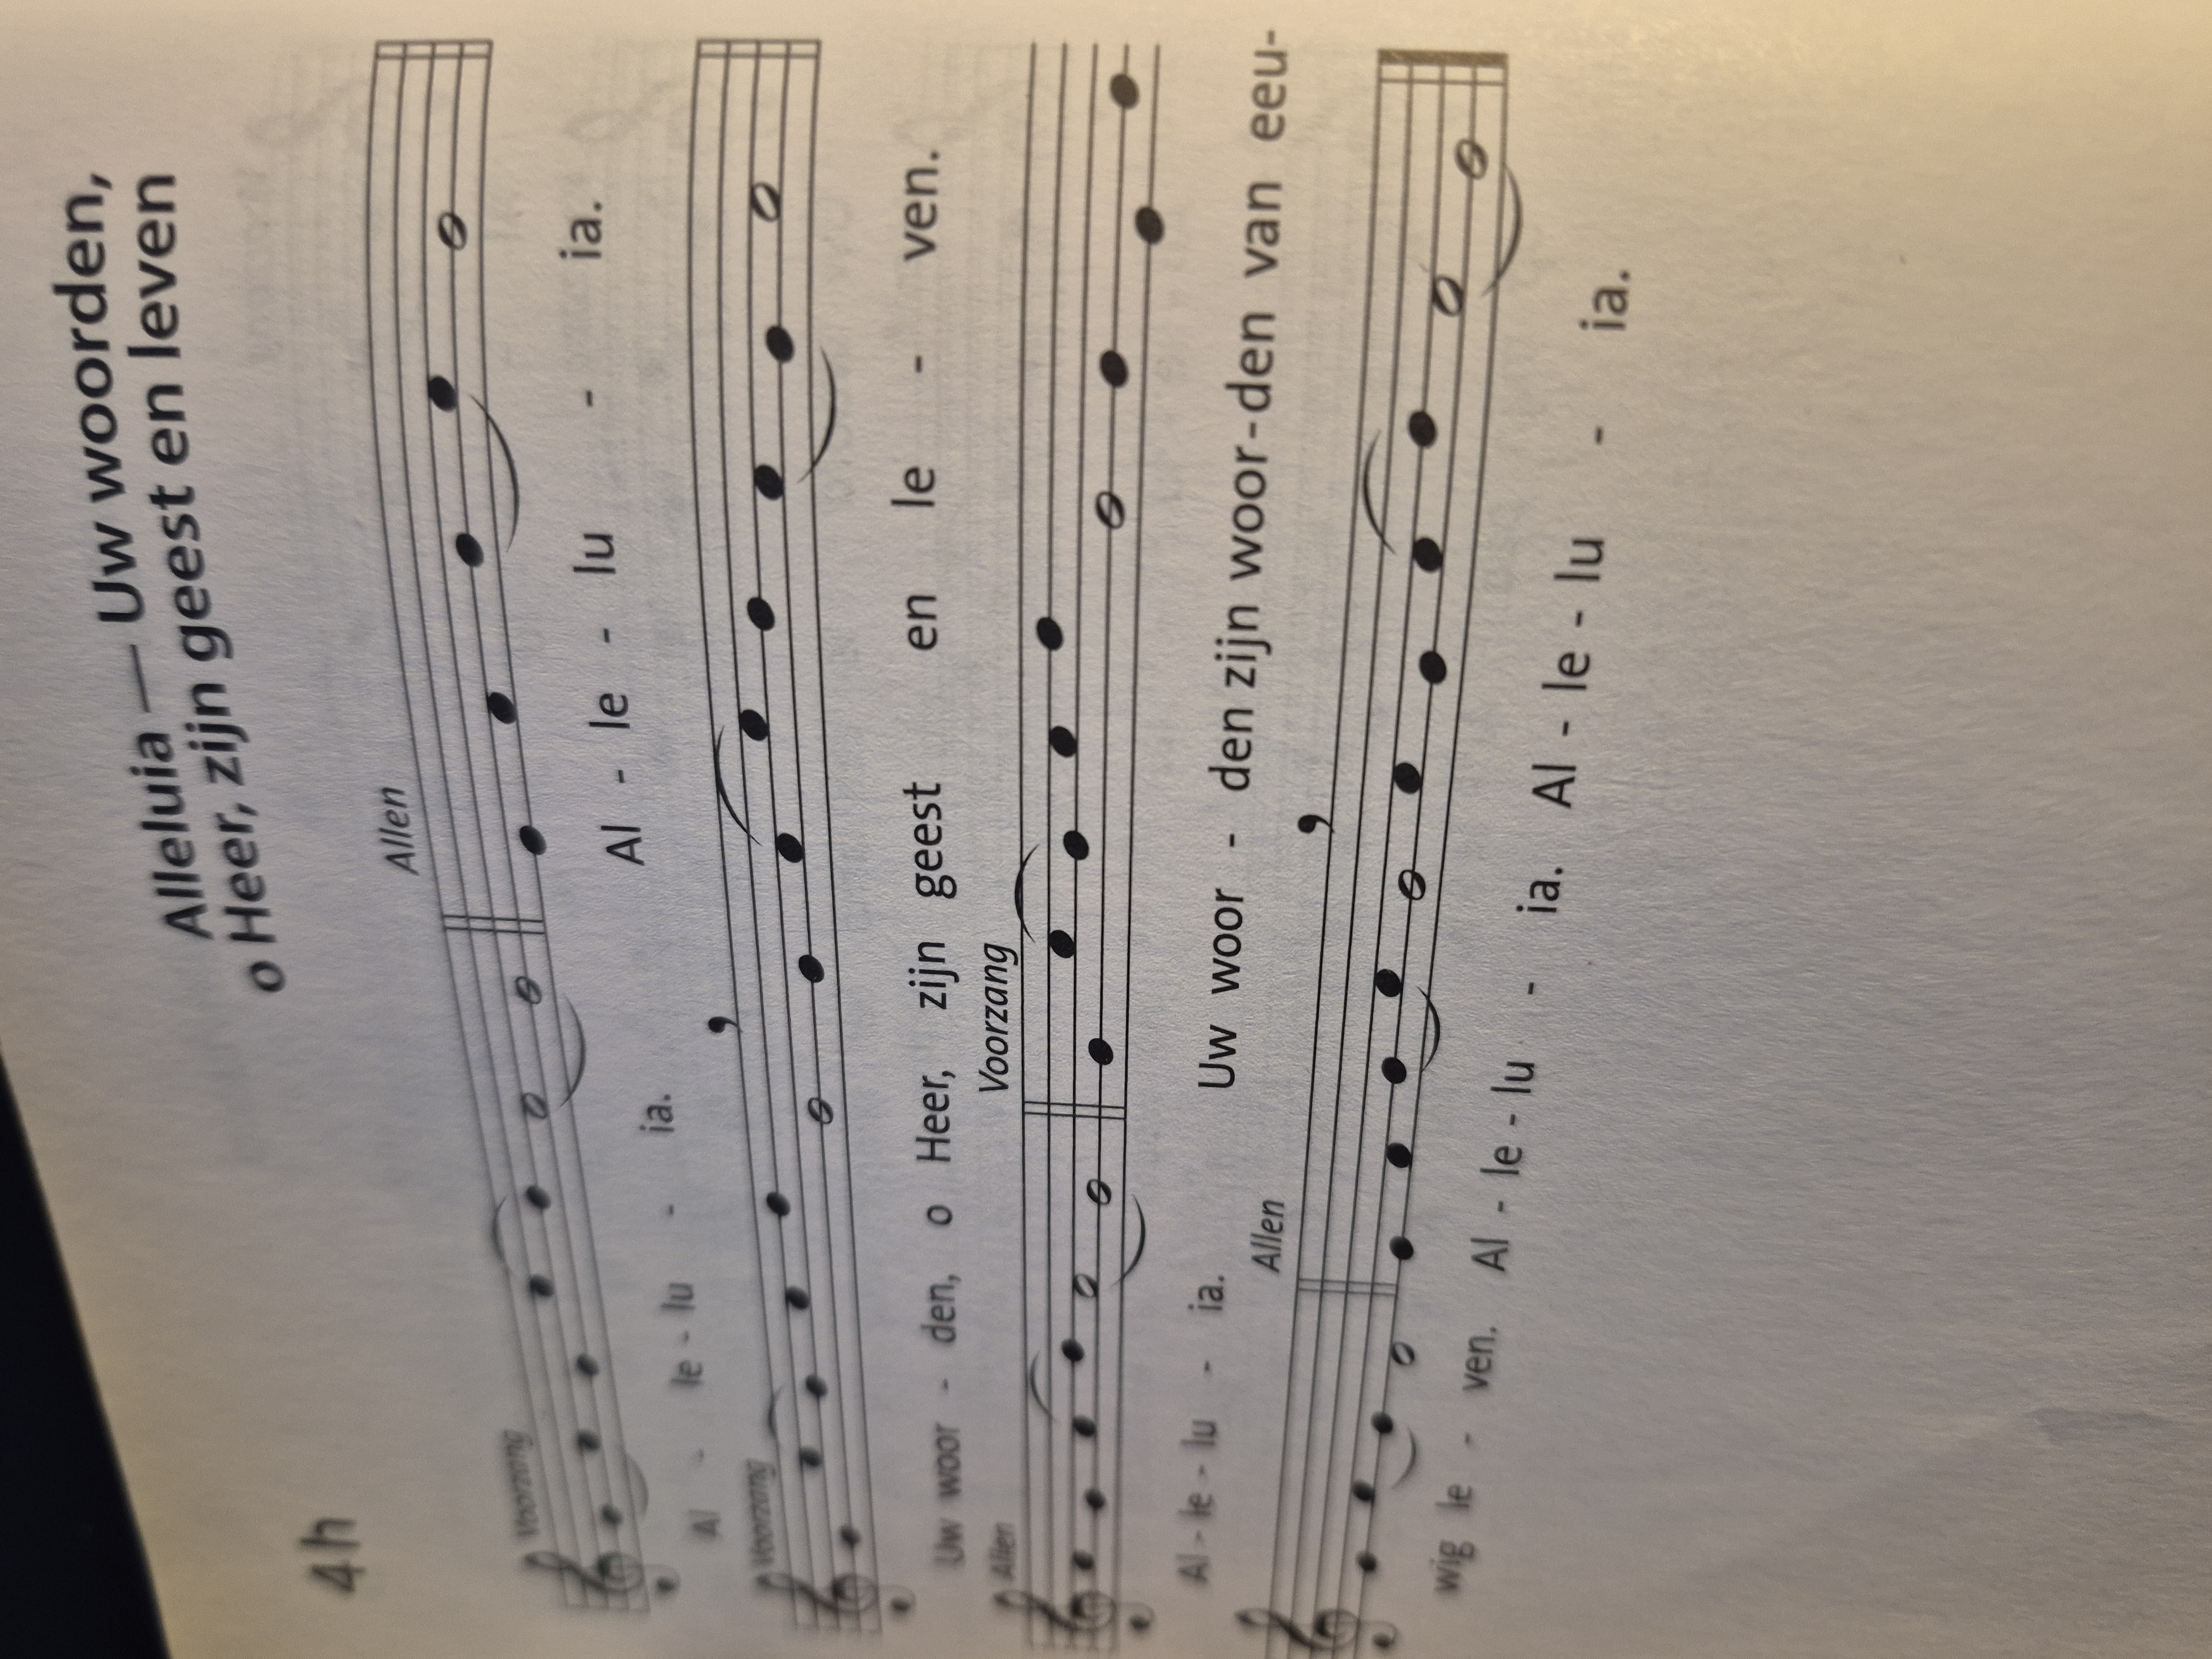 Alleluia — Uw woorden,
o Heer, zijn geest en leven
4h
Voorzang
Allen
Al - le - lu - ia. Al - le - lu - ia.
Voorzang
Uw woor - den, o Heer, zijn geest en le - ven.
Allen
Voorzang
Al - le - lu - ia. Uw woor - den zijn woor-den van eeu-
Allen
wig le - ven. Al - le - lu - ia. Al - le - lu - ia.